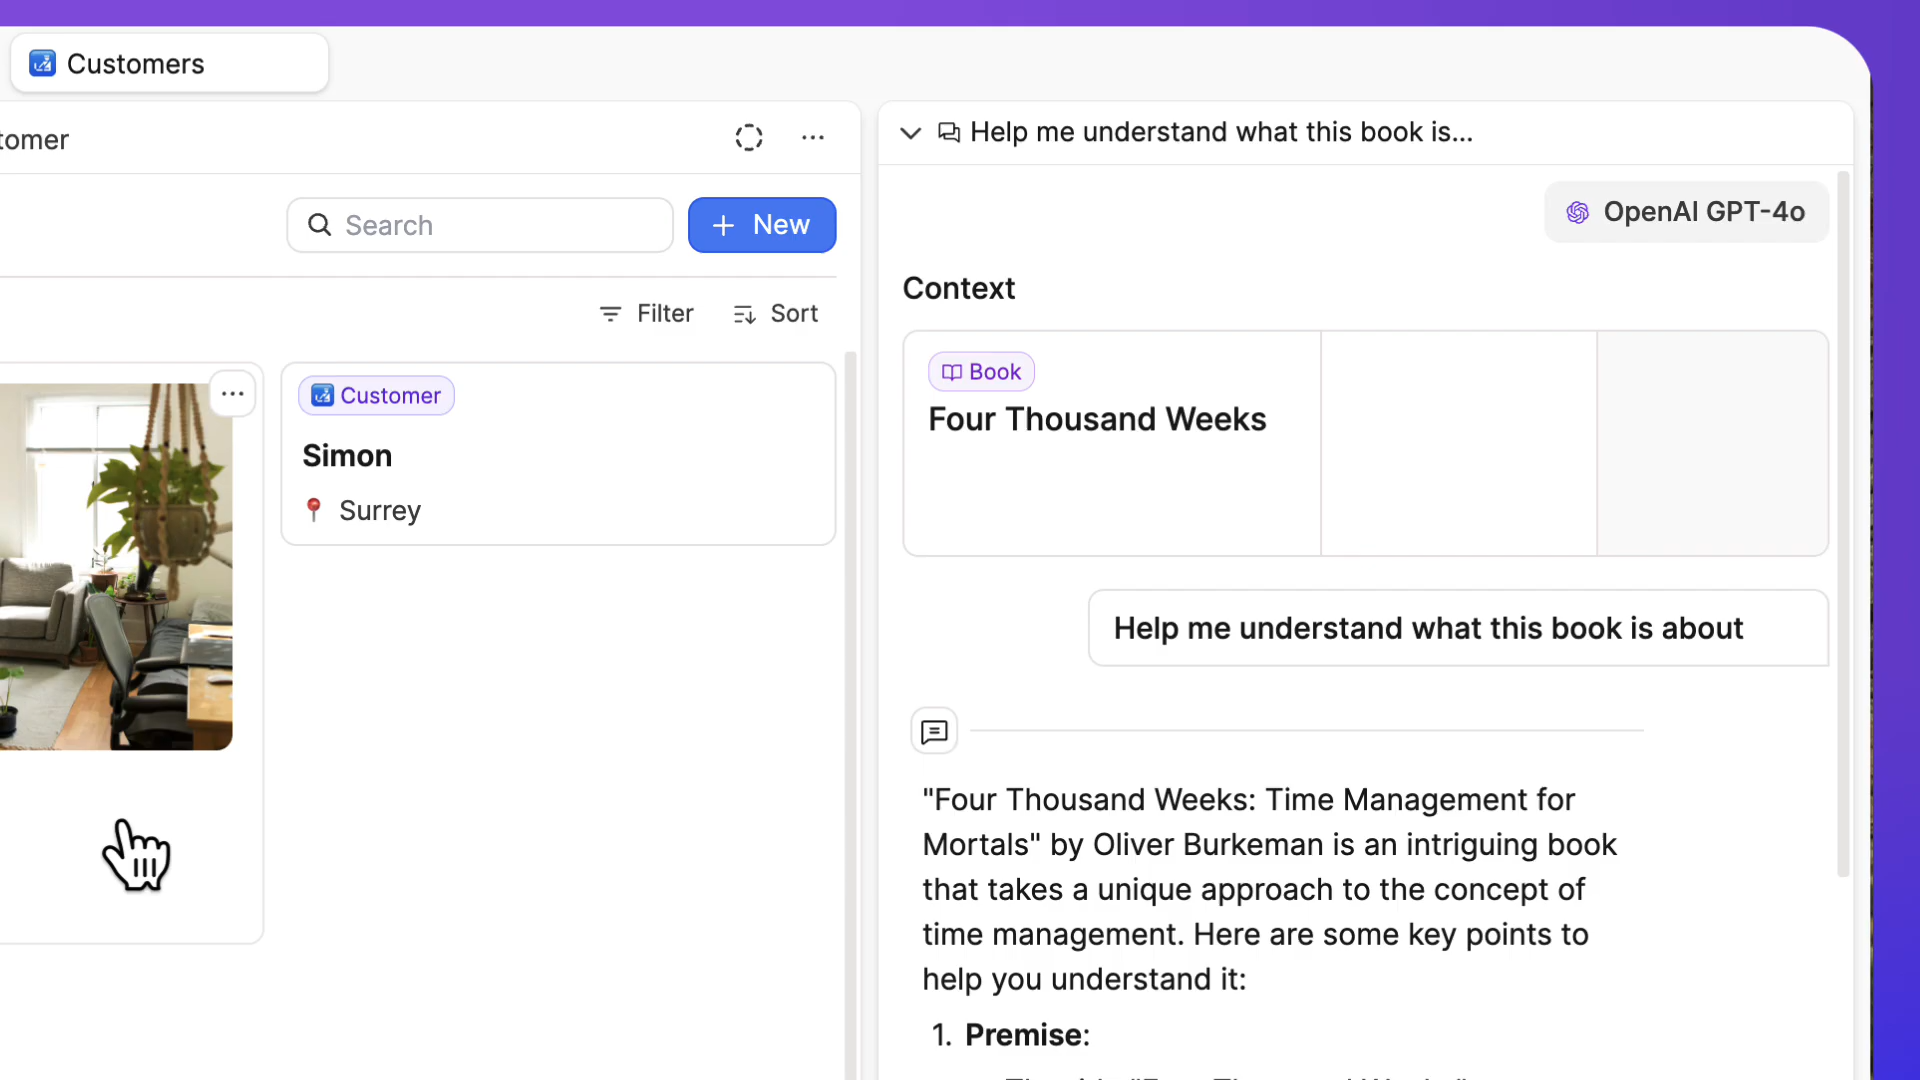 Customers
tomer
Search
+ New
Filter
Sort
Customer
Simon
Surrey
Help me understand what this book is...
OpenAI GPT-4o
Context
Book
Four Thousand Weeks
Help me understand what this book is about
"Four Thousand Weeks: Time Management for
Mortals" by Oliver Burkeman is an intriguing book
that takes a unique approach to the concept of
time management. Here are some key points to
help you understand it:
1. Premise: